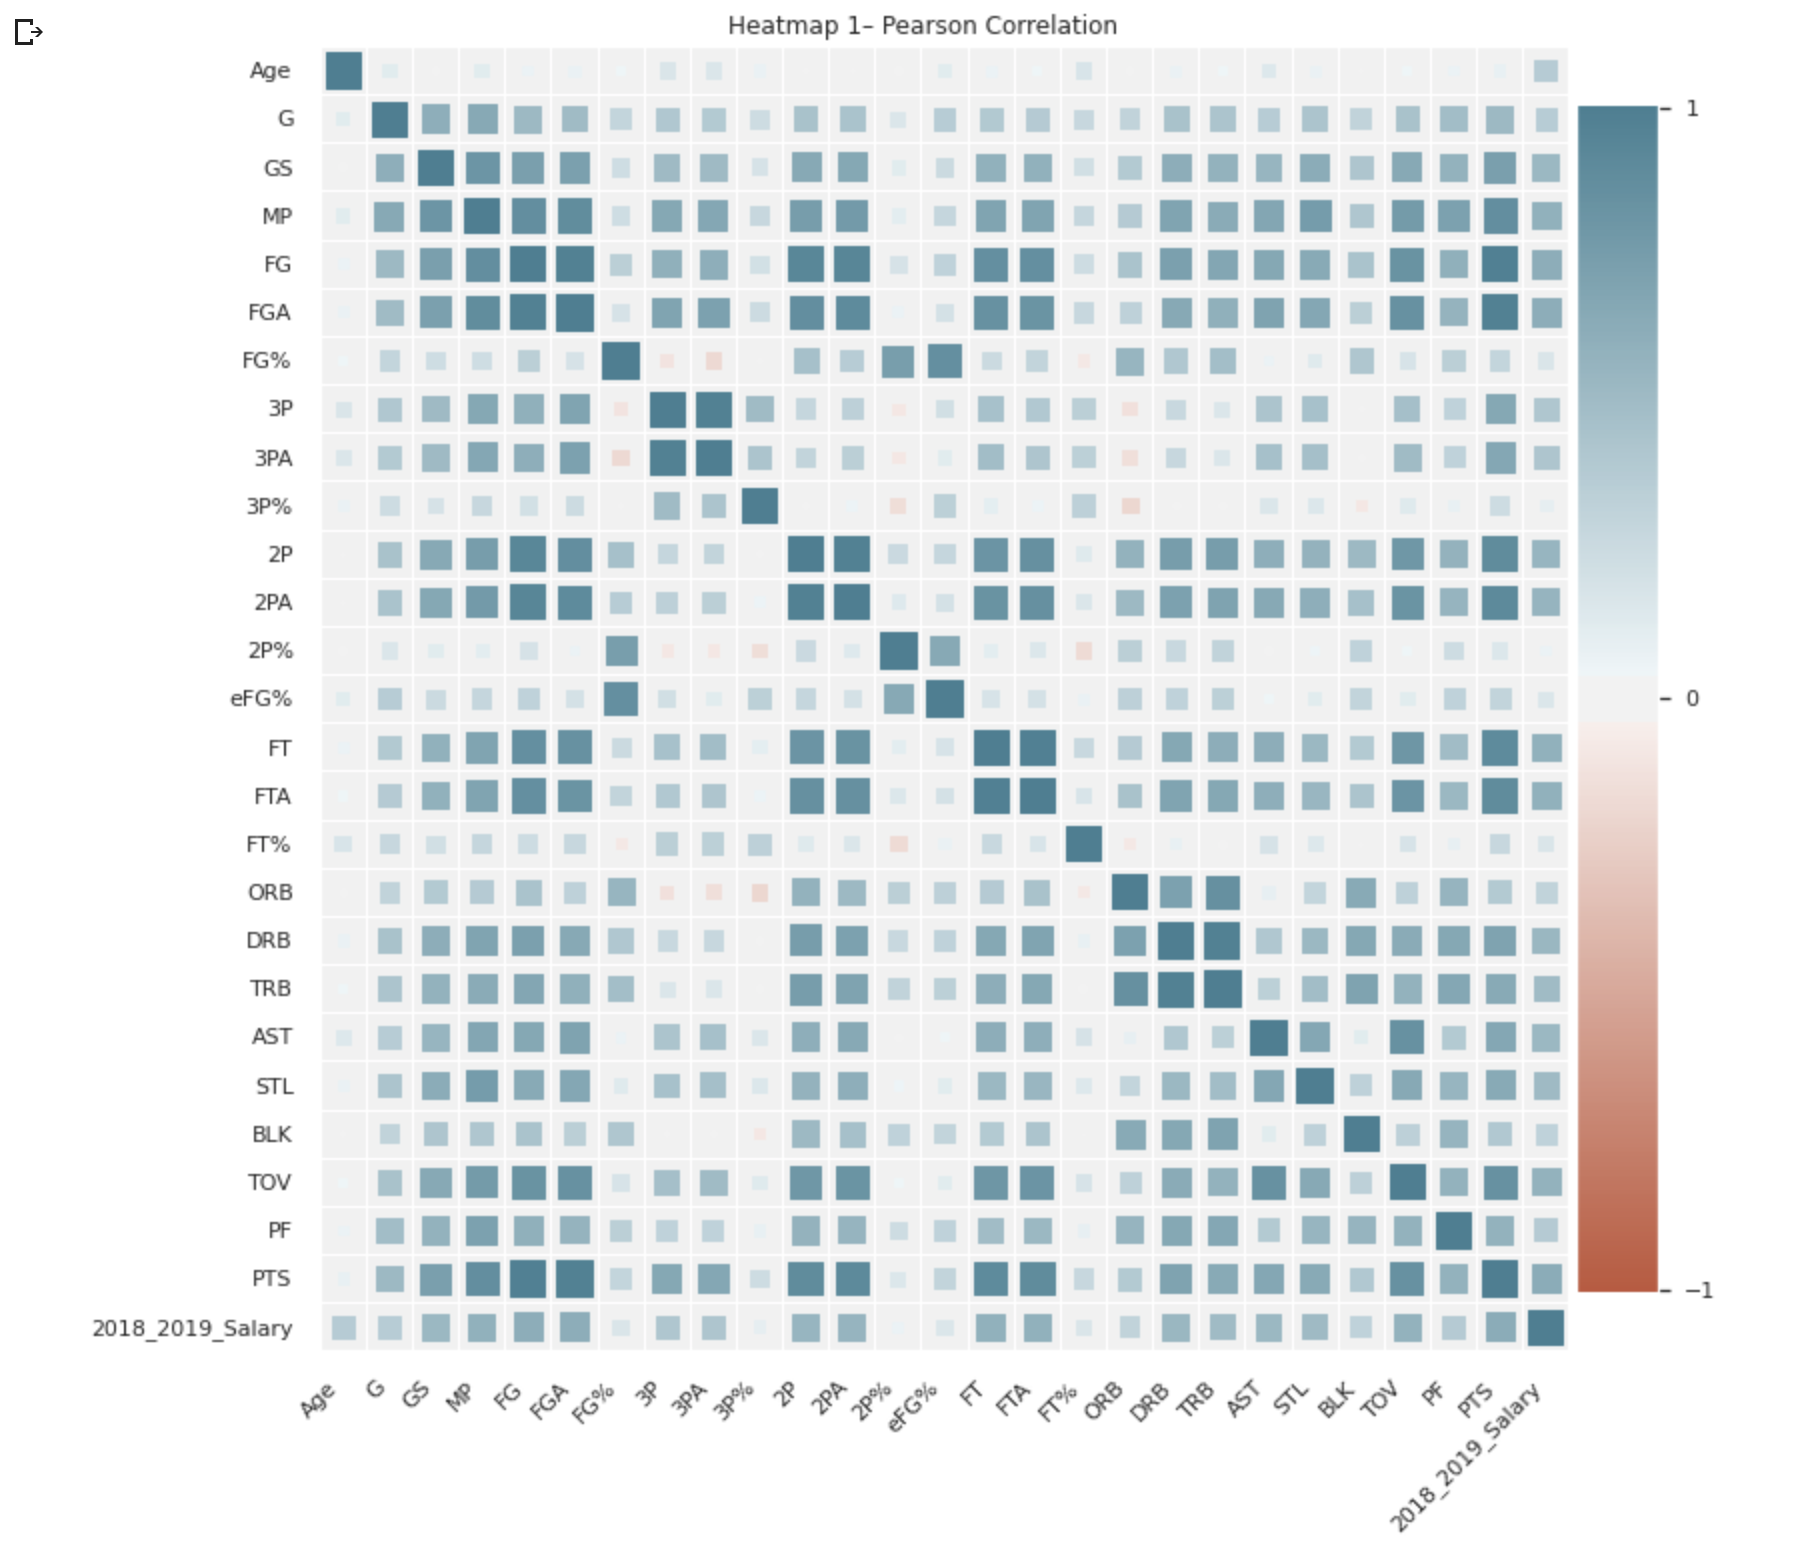 Heatmap 1– Pearson Correlation
Age
G
GS
MP
FG
FGA
FG%
3P
3PA
3P%
2P
2PA
2P%
eFG%
FT
FTA
FT%
ORB
DRB
TRB
AST
STL
BLK
TOV
PF
PTS
2018_2019_Salary
1
0
−1
Age
G
GS
MP
FG
FGA
FG%
3P
3PA
3P%
2P
2PA
2P%
eFG%
FT
FTA
FT%
ORB
DRB
TRB
AST
STL
BLK
TOV
PF
PTS
2018_2019_Salary